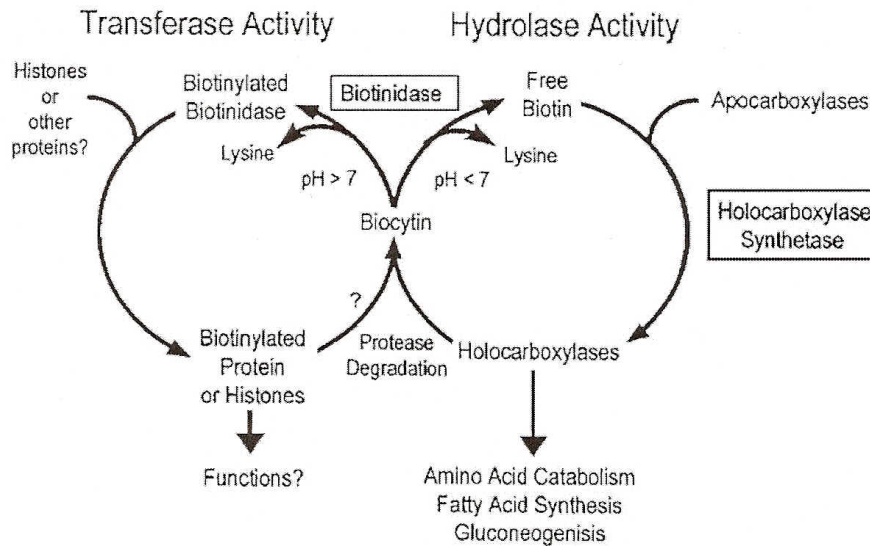 Transferase Activity
Hydrolase Activity
Histones
or
other
proteins?
Biotinylated
Biotinidase
Biotinidase
Free
Biotin
Apocarboxylases
Lysine
Lysine
pH > 7
pH < 7
Biocytin
Holocarboxylase
Synthetase
?
Biotinylated
Protein
or Histones
Protease
Degradation
Holocarboxylases
Functions?
Amino Acid Catabolism
Fatty Acid Synthesis
Gluconeogenisis